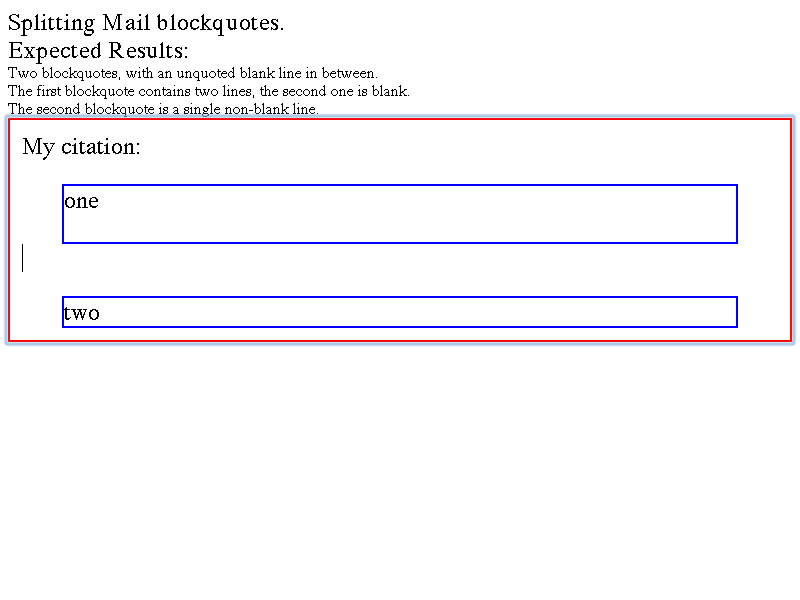 Splitting Mail blockquotes.
Expected Results:
Two blockquotes, with an unquoted blank line in between.
The first blockquote contains two lines, the second one is blank.
The second blockquote is a single non-blank line.
My citation:
one
two